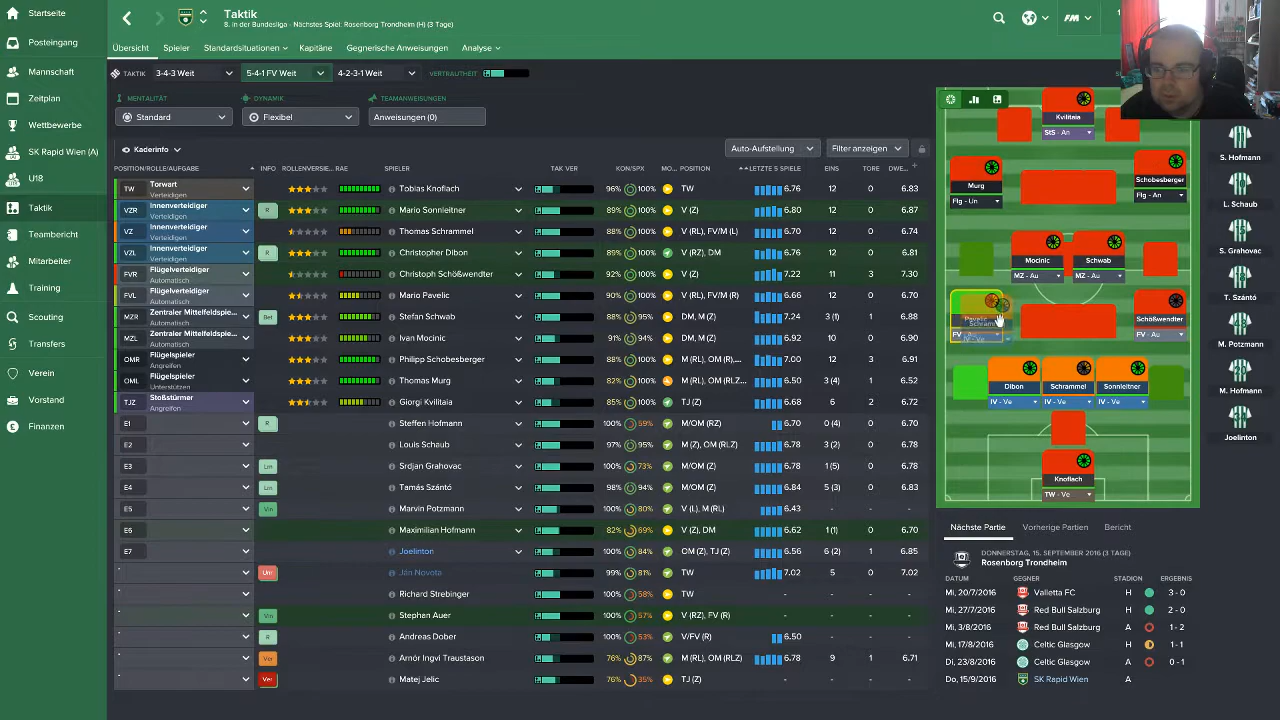 Startseite
Posteingang
Mannschaft
Zeitplan
Wettbewerbe
SK Rapid Wien (A)
U18
Taktik
Teambericht
Mitarbeiter
Training
Scouting
Transfers
Verein
Vorstand
Finanzen
Taktik
8. in der Bundesliga - Nächstes Spiel: Rosenborg Trondheim (H) (3 Tage)
FM
Übersicht Spieler Standardsituationen Kapitäne Gegnerische Anweisungen Analyse
TAKTIK 3-4-3 Weit 5-4-1 FV Weit 4-2-3-1 Weit VERTRAUTHEIT
MENTALITÄT DYNAMIK TEAMANWEISUNGEN
Standard Flexibel Anweisungen (0)
Kaderinfo Auto-Aufstellung Filter anzeigen
POSITION/ROLLE/AUFGABE INFO ROLLENVERSIE... RAE SPIELER TAK VER KON/SPX MO... POSITION LETZTE 5 SPIELE EINS TORE DWE...
TW Torwart Verteidigen Tobias Knoflach 96% 100% TW 6.76 12 0 6.83
VZR Innenverteidiger Verteidigen R Mario Sonnleitner 89% 100% V (Z) 6.80 12 0 6.87
VZ Innenverteidiger Verteidigen Thomas Schrammel 88% 100% V (RL), FV/M (L) 6.70 12 0 6.74
VZL Innenverteidiger Verteidigen R Christopher Dibon 89% 100% V (RZ), DM 6.76 11 0 6.81
FVR Flügelverteidiger Automatisch Christoph Schößwendter 92% 100% V (Z) 7.22 11 3 7.30
FVL Flügelverteidiger Automatisch Mario Pavelic 85% 100% V (RL), FV/M (R) 6.66 12 0 6.70
MZR Zentraler Mittelfeldspie... Automatisch Bet Stefan Schwab 88% 95% DM, M (Z) 6.82 3 (1) 1 6.88
MZL Zentraler Mittelfeldspie... Automatisch Ivan Mocinic 91% 94% DM, M (Z) 6.92 10 0 6.90
OMR Flügelspieler Angreifen Philipp Schobesberger 88% 100% M (RL), OM (R),... 7.00 12 3 6.91
OML Flügelspieler Unterstützen Thomas Murg 82% 100% M (RL), OM (RLZ... 6.50 3 (4) 1 6.52
TJZ Stoßstürmer Angreifen Giorgi Kvilitaia 85% 100% TJ (Z) 6.68 6 2 6.72
E1 R Steffen Hofmann 100% 59% M/OM (RZ) 6.70 0 (4) 0 6.70
E2 Louis Schaub 97% 95% M (Z), OM (RLZ) 6.78 3 (2) 0 6.78
E3 Lrn Srdjan Grahovac 100% 73% M/OM (Z) 6.78 1 (5) 0 6.78
E4 Lrn Tamás Szántó 98% 94% M/OM (Z) 6.84 5 (2) 0 6.83
E5 Vin Marvin Potzmann 100% 80% V (L), M (RL) 6.43 - - -
E6 Maximilian Hofmann 82% 69% V (Z), DM 6.62 1 (1) 0 6.70
E7 Joelinton 100% 84% OM (Z), TJ (Z) 6.56 6 (2) 1 6.85
- Unr Ján Novota 99% 81% TW 7.02 5 0 7.02
- Richard Strebinger 100% 58% TW - - - -
- Vin Stephan Auer 100% 57% V (RZ), FV (R) - - - -
- R Andreas Dober 100% 53% V/FV (R) 6.50 - - -
- Ver Arnór Ingvi Traustason 76% 87% M (RL), OM (RLZ) 6.78 9 1 6.71
- Ver Matej Jelic 76% 35% TJ (Z) - - - -
Kvilitaia
StS - An
Murg Schobesberger
Flg - Un Flg - An
Mocinic Schwab
MZ - Au MZ - Au
Pavelic Schößwendter
FV - Au
Dibon Schrammel Sonnleitner
IV - Ve IV - Ve IV - Ve
Knoflach
TW - Ve
S. Hofmann
L. Schaub
S. Grahovac
T. Szántó
M. Potzmann
M. Hofmann
Joelinton
Nächste Partie Vorherige Partien Bericht
DONNERSTAG, 15. SEPTEMBER 2016 (3 TAGE)
Rosenborg Trondheim
DATUM GEGNER STADION ERGEBNIS
Mi, 20/7/2016 Valletta FC H 3 - 0
Mi, 27/7/2016 Red Bull Salzburg H 2 - 0
Mi, 3/8/2016 Red Bull Salzburg A 1 - 2
Mi, 17/8/2016 Celtic Glasgow H 1 - 1
Di, 23/8/2016 Celtic Glasgow A 0 - 1
Do, 15/9/2016 SK Rapid Wien A